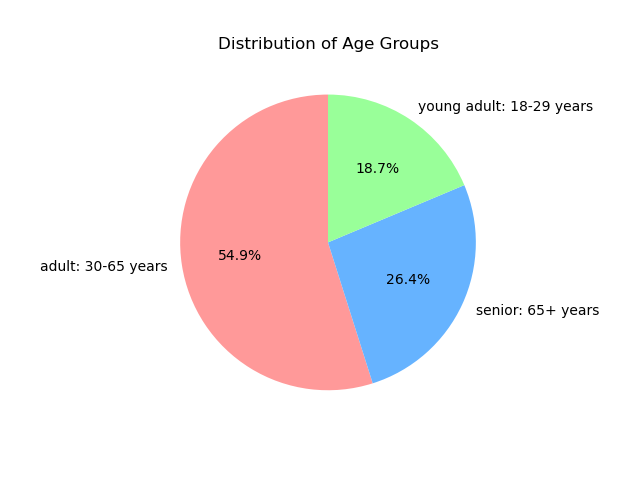 Distribution of Age Groups
young adult: 18-29 years
18.7%
54.9%
adult: 30-65 years
26.4%
senior: 65+ years